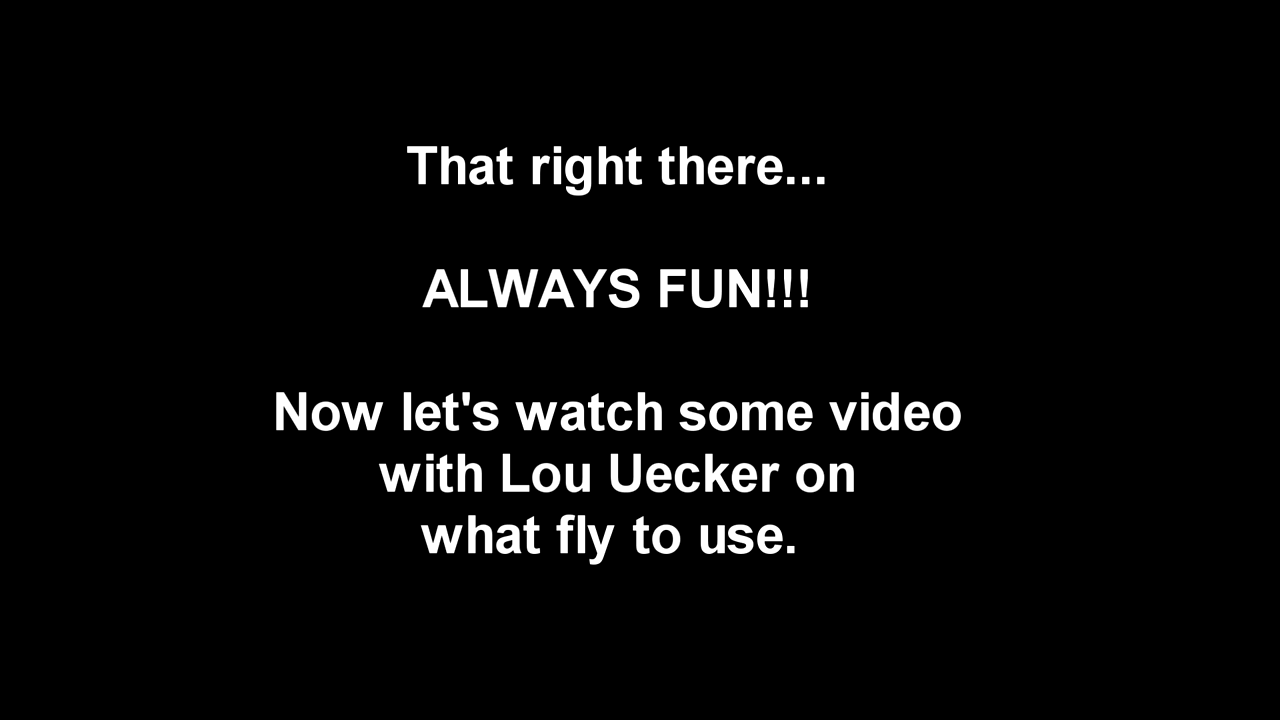 That right there...
ALWAYS FUN!!!
Now let's watch some video
with Lou Uecker on
what fly to use.